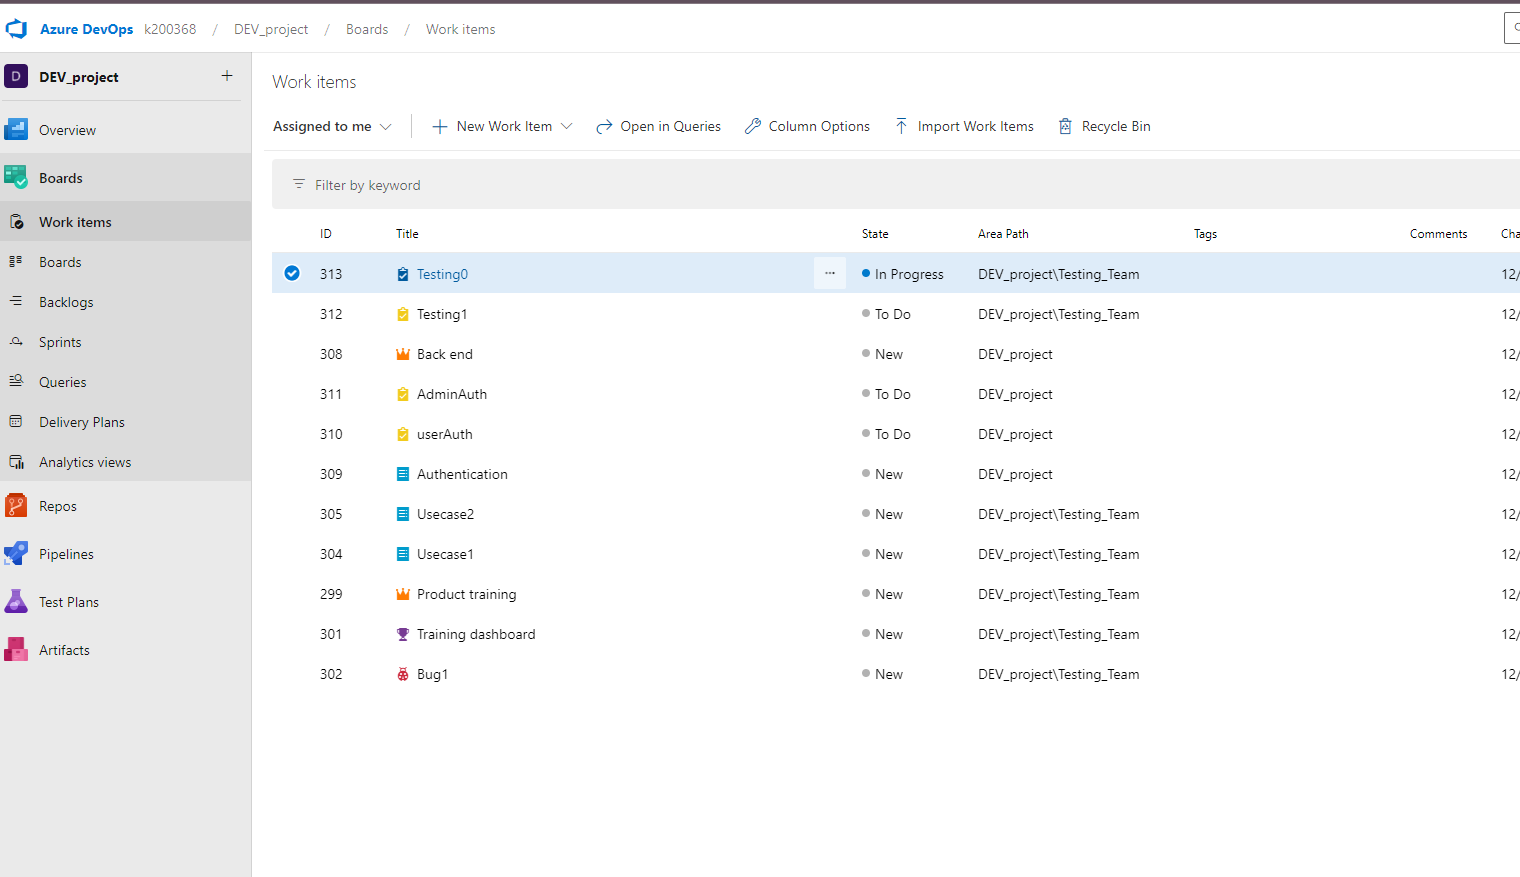 Azure DevOps k200368 / DEV_project / Boards / Work items
D DEV_project +
Overview
Boards
Work items
Boards
Backlogs
Sprints
Queries
Delivery Plans
Analytics views
Repos
Pipelines
Test Plans
Artifacts
Work items
Assigned to me New Work Item Open in Queries Column Options Import Work Items Recycle Bin
Filter by keyword
ID Title State Area Path Tags Comments Cha
313 Testing0 ... In Progress DEV_project\Testing_Team 12/
312 Testing1 To Do DEV_project\Testing_Team 12/
308 Back end New DEV_project 12/
311 AdminAuth To Do DEV_project 12/
310 userAuth To Do DEV_project 12/
309 Authentication New DEV_project 12/
305 Usecase2 New DEV_project\Testing_Team 12/
304 Usecase1 New DEV_project\Testing_Team 12/
299 Product training New DEV_project\Testing_Team 12/
301 Training dashboard New DEV_project\Testing_Team 12/
302 Bug1 New DEV_project\Testing_Team 12/